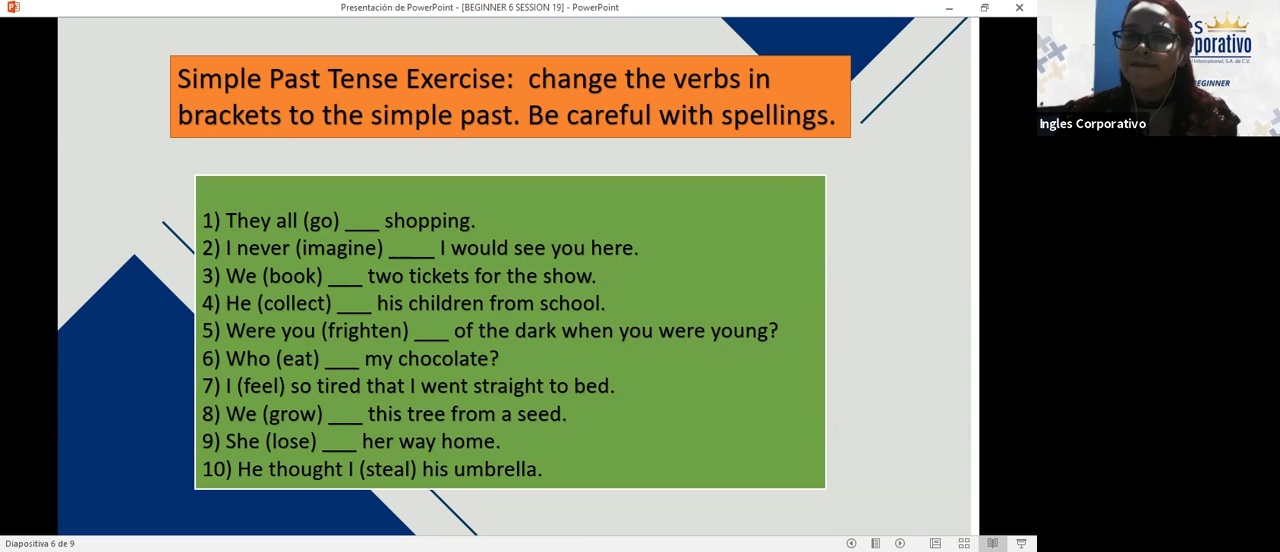 Presentación de PowerPoint - [BEGINNER 6 SESSION 19] - PowerPoint
Simple Past Tense Exercise: change the verbs in
brackets to the simple past. Be careful with spellings.
1) They all (go) ___ shopping.
2) I never (imagine) ____ I would see you here.
3) We (book) ___ two tickets for the show.
4) He (collect) ___ his children from school.
5) Were you (frighten) ___ of the dark when you were young?
6) Who (eat) ___ my chocolate?
7) I (feel) so tired that I went straight to bed.
8) We (grow) ___ this tree from a seed.
9) She (lose) ___ her way home.
10) He thought I (steal) his umbrella.
Diapositiva 6 de 9
Ingles Corporativo